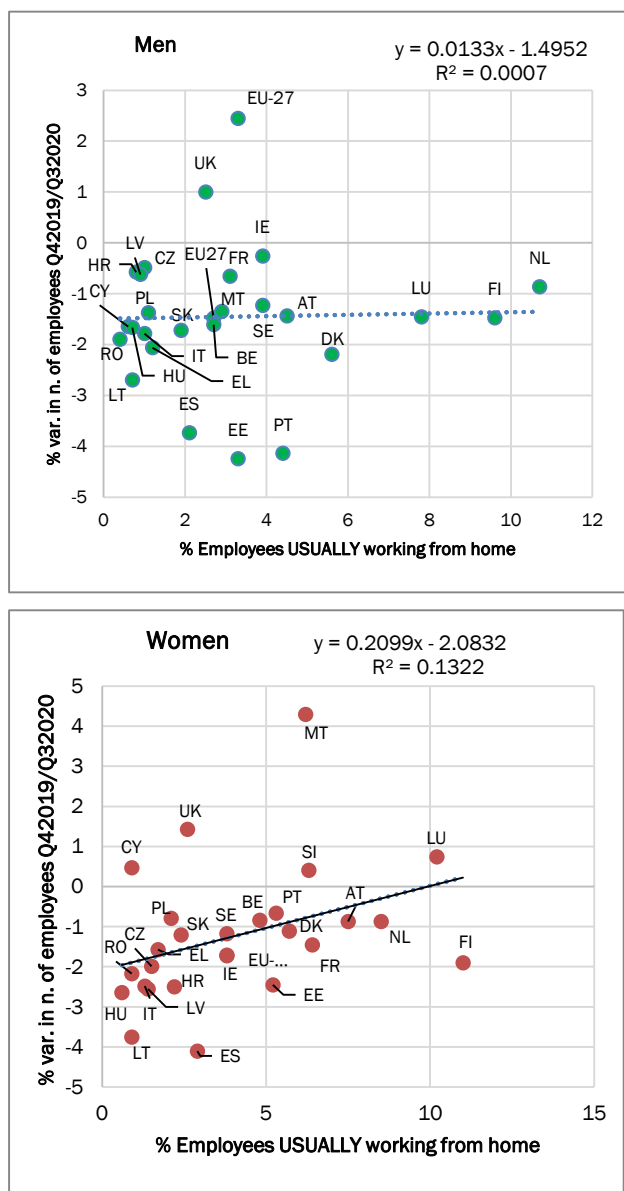 Men
y = 0.0133x - 1.4952
R² = 0.0007
% var. in n. of employees Q42019/Q32020
3
2
1
0
-1
-2
-3
-4
-5
EU-27
UK
IE
LV
CZ
EU27
FR
HR
NL
CY
PL
SK
MT
AT
LU
FI
SE
RO
IT
BE
DK
HU
EL
LT
ES
EE
PT
0 2 4 6 8 10 12
% Employees USUALLY working from home
Women
y = 0.2099x - 2.0832
R² = 0.1322
% var. in n. of employees Q42019/Q32020
5
4
3
2
1
0
-1
-2
-3
-4
-5
MT
UK
CY
SI
LU
PL
BE
PT
AT
CZ
SK
SE
DK
NL
RO
EL
IE
EU-...
FR
FI
HU
IT
LV
HR
EE
LT
ES
0 5 10 15
% Employees USUALLY working from home